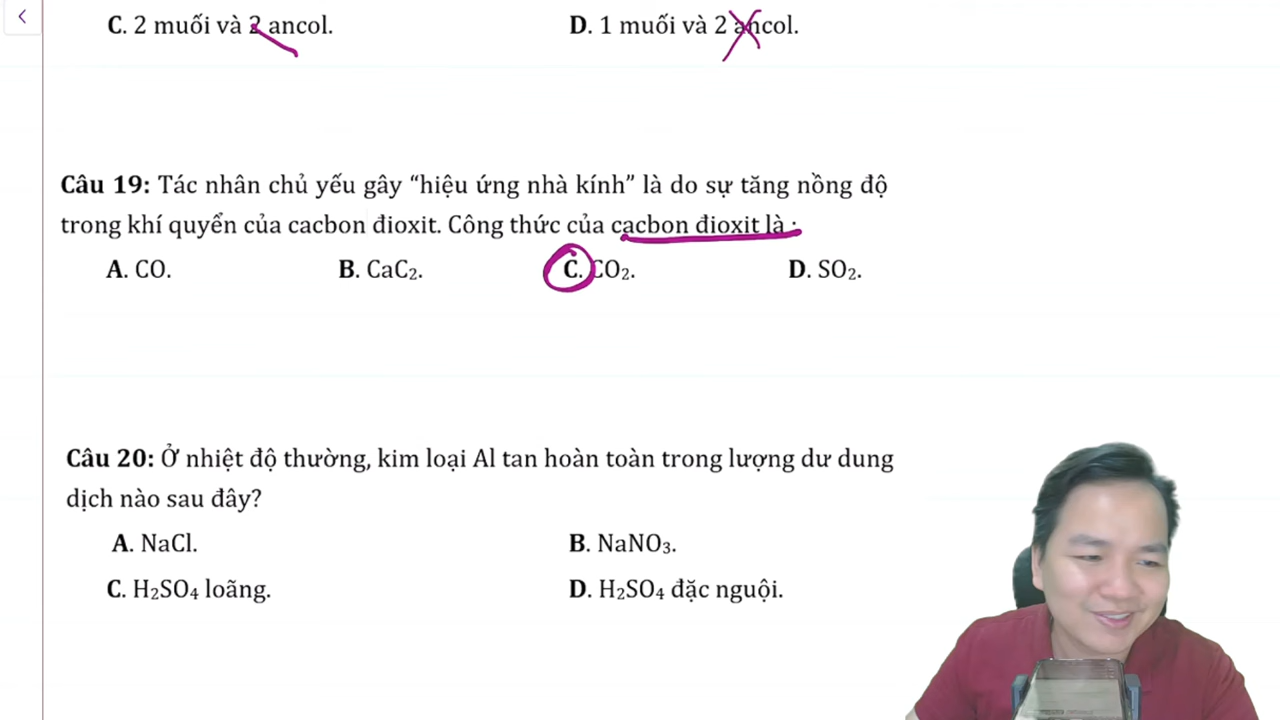 C. 2 muối và 2 ancol. D. 1 muối và 2 ancol.
Câu 19: Tác nhân chủ yếu gây “hiệu ứng nhà kính” là do sự tăng nồng độ
trong khí quyển của cacbon đioxit. Công thức của cacbon đioxit là :
A. CO. B. CaC₂. C. CO₂. D. SO₂.
Câu 20: Ở nhiệt độ thường, kim loại Al tan hoàn toàn trong lượng dư dung
dịch nào sau đây?
A. NaCl. B. NaNO₃.
C. H₂SO₄ loãng. D. H₂SO₄ đặc nguội.